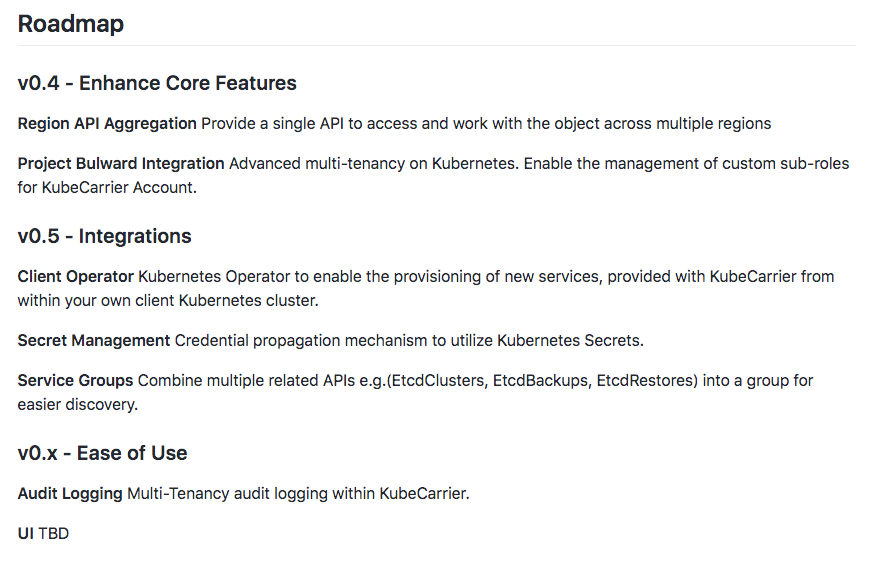 Roadmap
v0.4 - Enhance Core Features
Region API Aggregation Provide a single API to access and work with the object across multiple regions
Project Bulward Integration Advanced multi-tenancy on Kubernetes. Enable the management of custom sub-roles
for KubeCarrier Account.
v0.5 - Integrations
Client Operator Kubernetes Operator to enable the provisioning of new services, provided with KubeCarrier from
within your own client Kubernetes cluster.
Secret Management Credential propagation mechanism to utilize Kubernetes Secrets.
Service Groups Combine multiple related APIs e.g.(EtcdClusters, EtcdBackups, EtcdRestores) into a group for
easier discovery.
v0.x - Ease of Use
Audit Logging Multi-Tenancy audit logging within KubeCarrier.
UI TBD